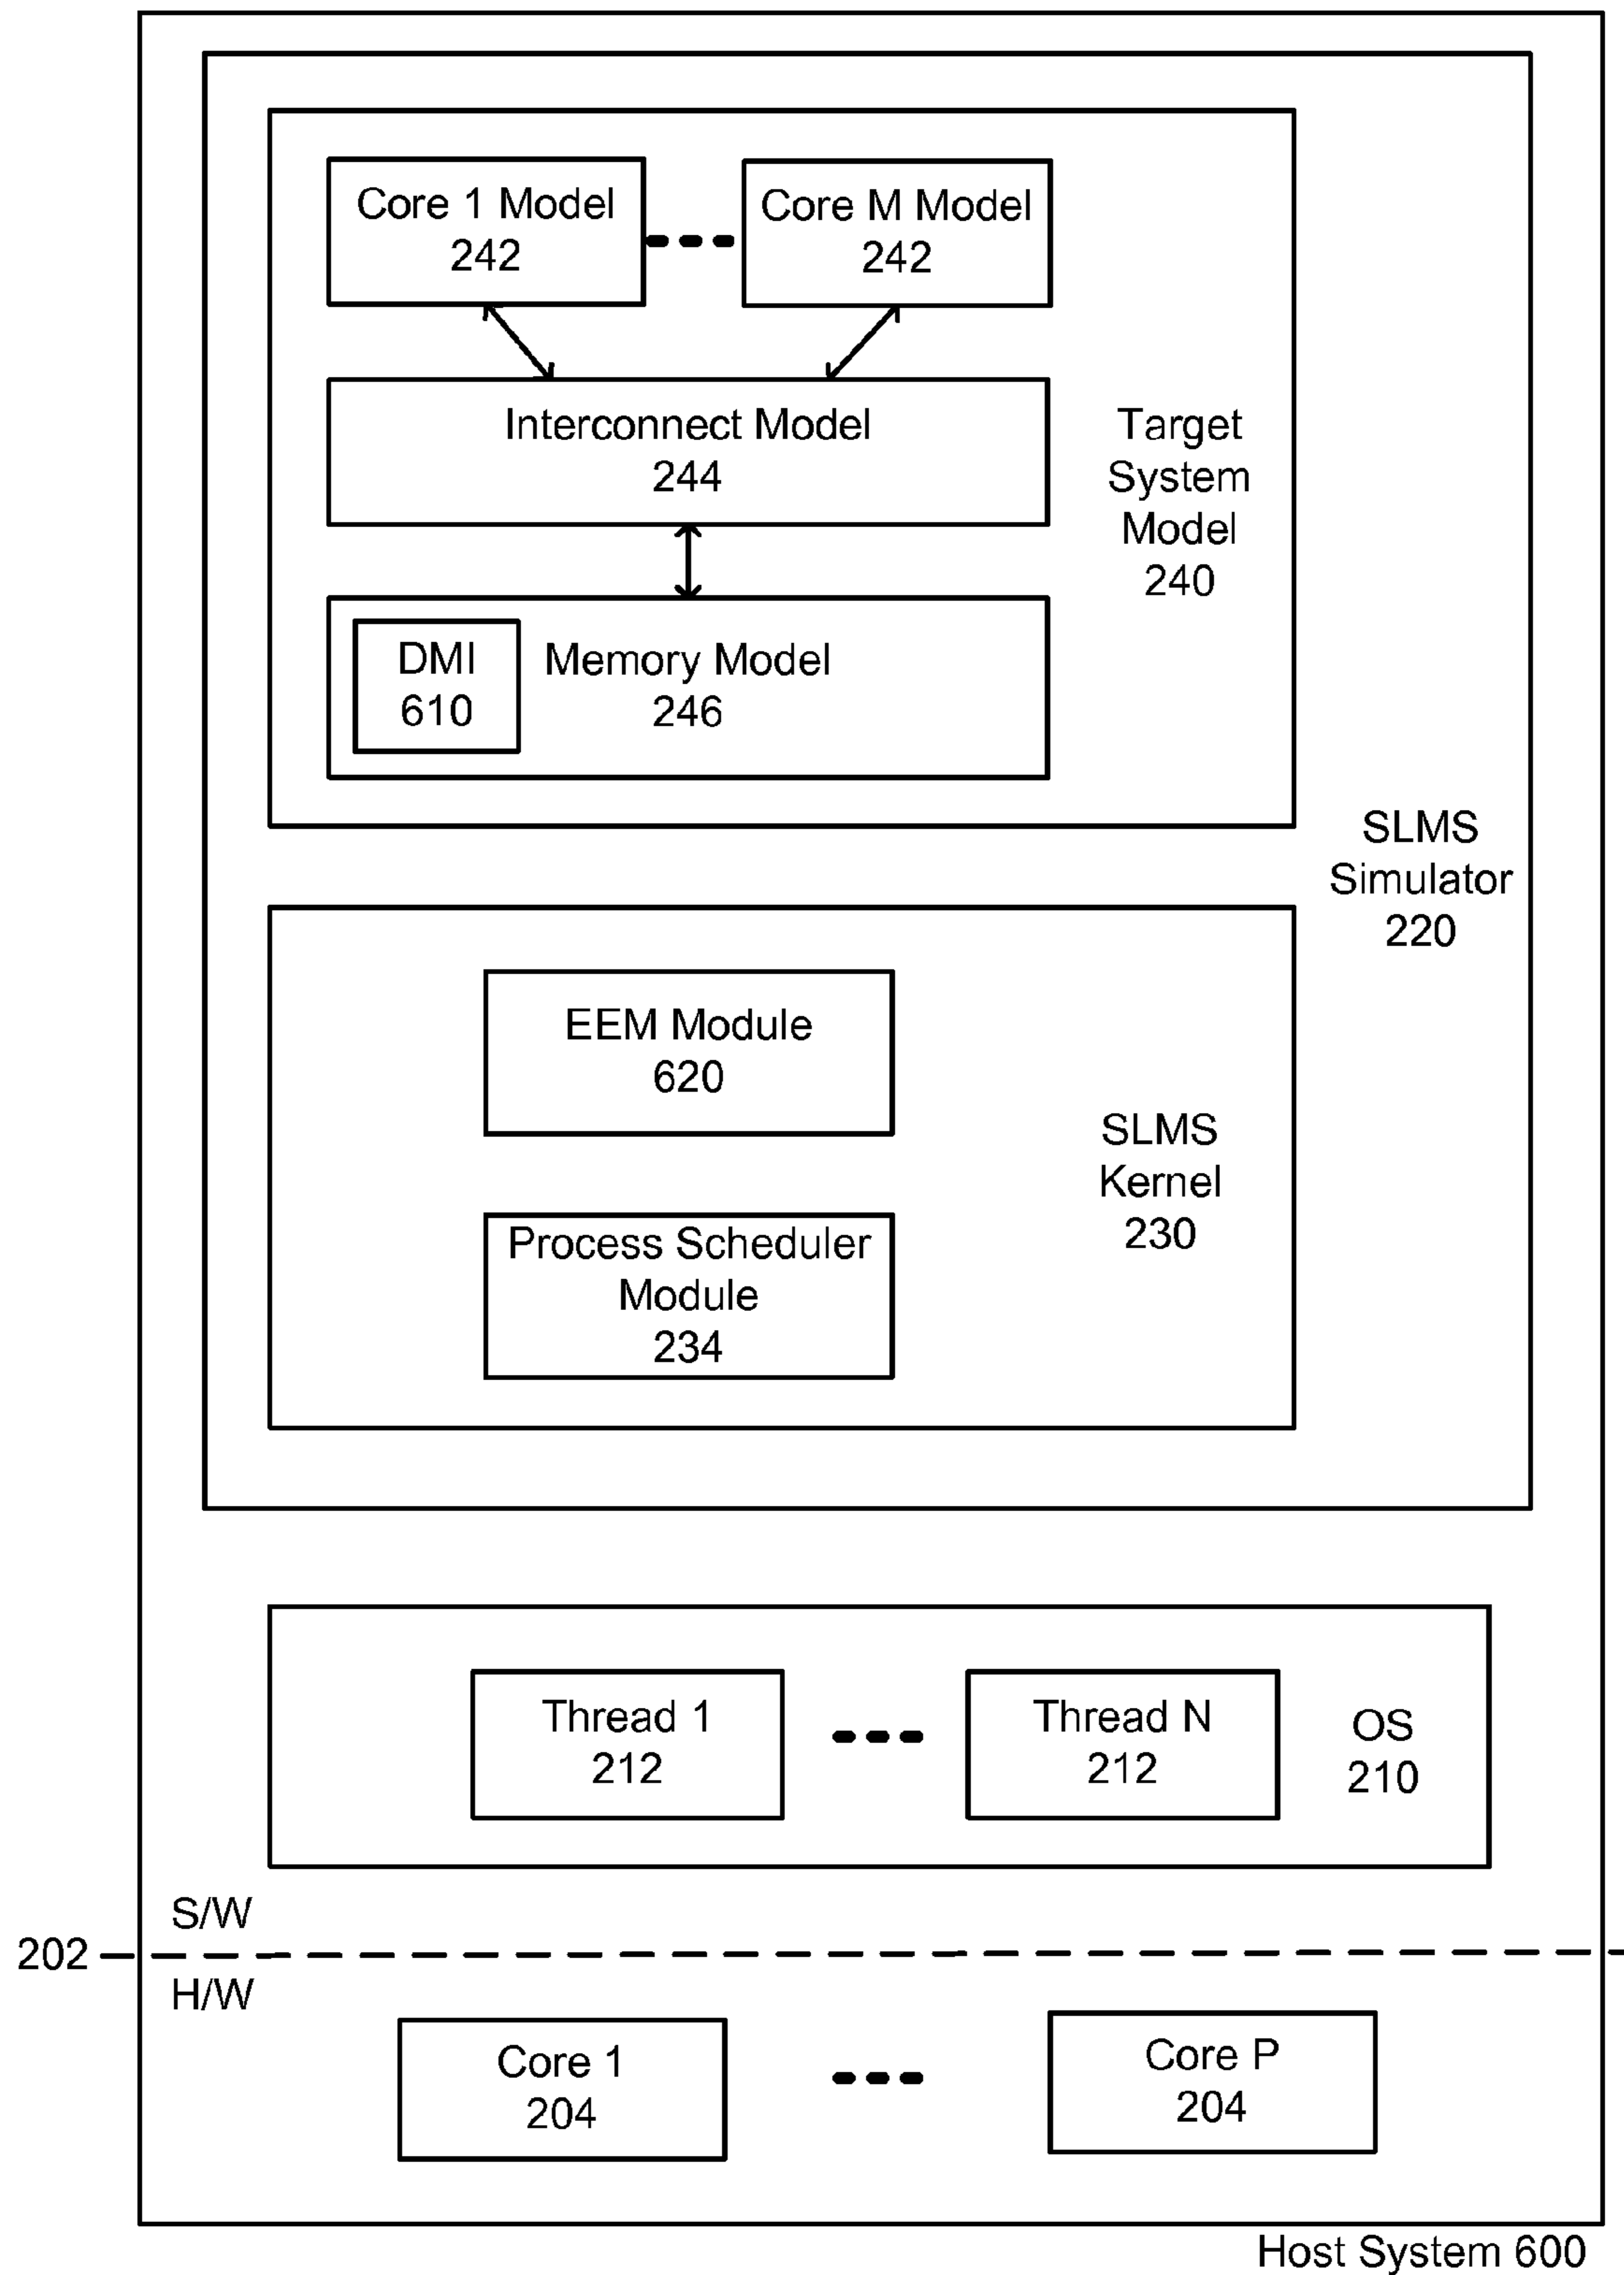 Core 1 Model
242
Core M Model
242
Interconnect Model
244
Target
System
Model
240
DMI
610
Memory Model
246
SLMS
Simulator
220
EEM Module
620
SLMS
Kernel
230
Process Scheduler
Module
234
Thread 1
212
Thread N
212
OS
210
S/W
202
H/W
Core 1
204
Core P
204
Host System 600